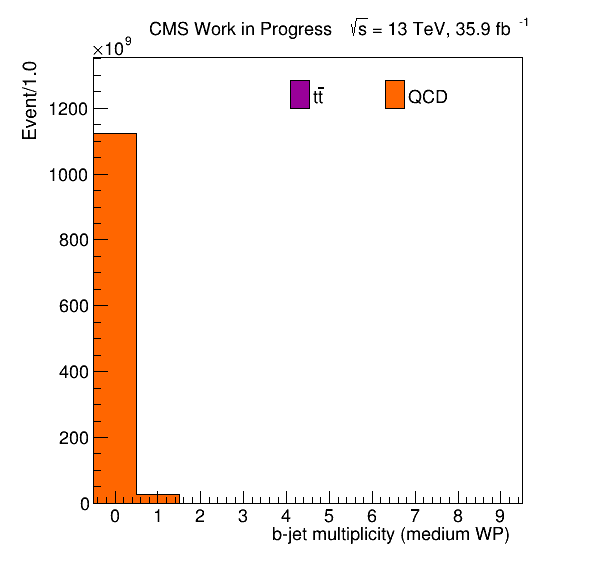 CMS Work in Progress √s = 13 TeV, 35.9 fb⁻¹
×10⁹
Event/1.0
tt̄
QCD
1200
1000
800
600
400
200
0
0 1 2 3 4 5 6 7 8 9
b-jet multiplicity (medium WP)